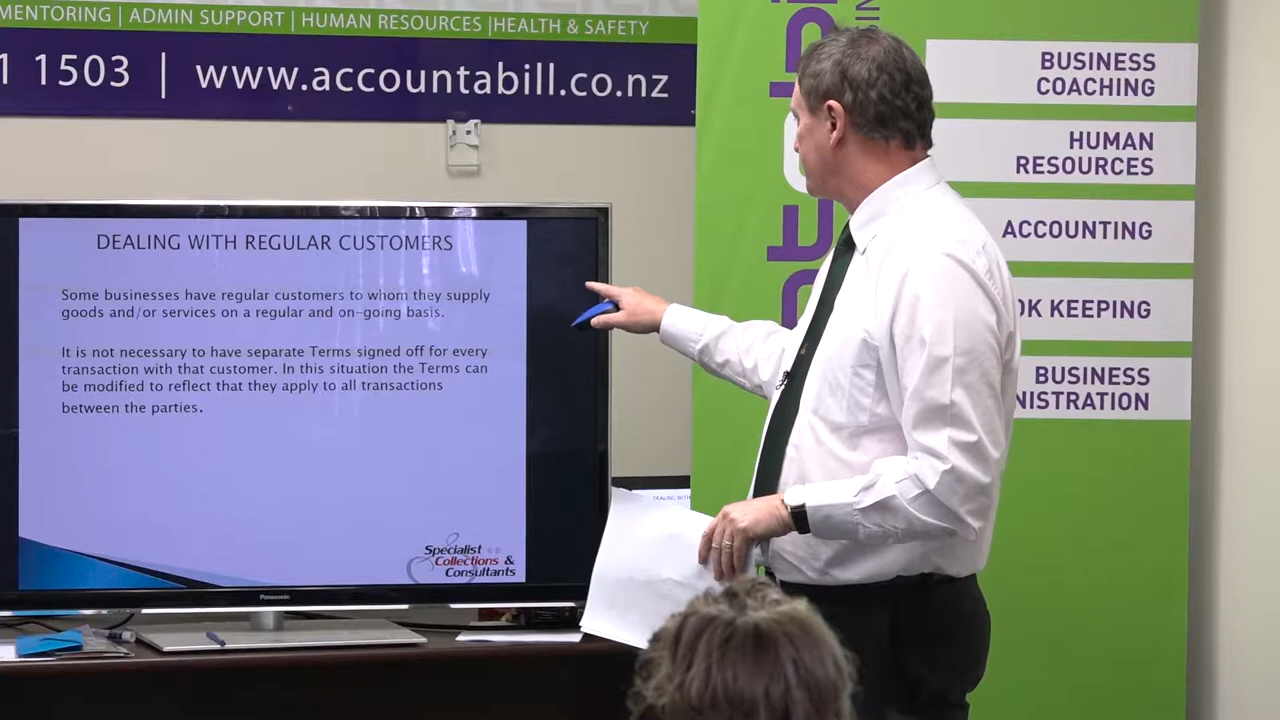 MENTORING | ADMIN SUPPORT | HUMAN RESOURCES |HEALTH & SAFETY
1 1503 | www.accountabill.co.nz
BUSINESS
COACHING
HUMAN
RESOURCES
ACCOUNTING
OK KEEPING
BUSINESS
NISTRATION
DEALING WITH REGULAR CUSTOMERS
Some businesses have regular customers to whom they supply
goods and/or services on a regular and on-going basis.
It is not necessary to have separate Terms signed off for every
transaction with that customer. In this situation the Terms can
be modified to reflect that they apply to all transactions
between the parties.
Specialist
Collections &
Consultants
Panasonic
DEALING WITH